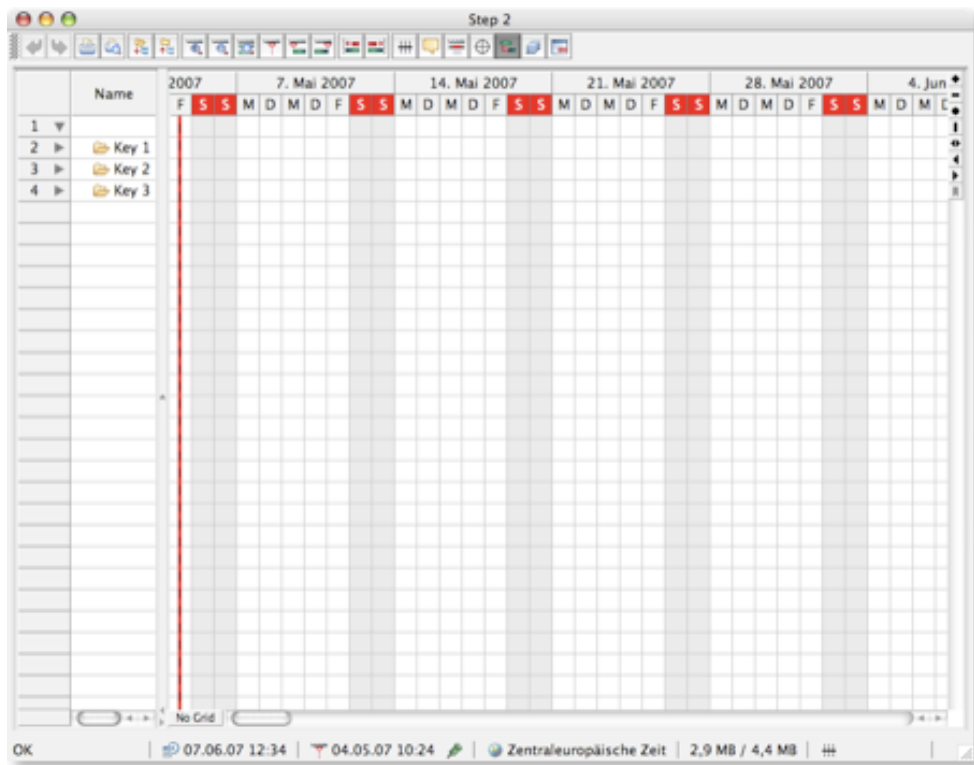 Step 2
Name
2007 7. Mai 2007 14. Mai 2007 21. Mai 2007 28. Mai 2007 4. Jun
F S S M D M D F S S M D M D F S S M D M D F S S M D M D F S S M D M D
1
2 Key 1
3 Key 2
4 Key 3
No Grid
OK 07.06.07 12:34 04.05.07 10:24 Zentraleuropäische Zeit 2,9 MB / 4,4 MB